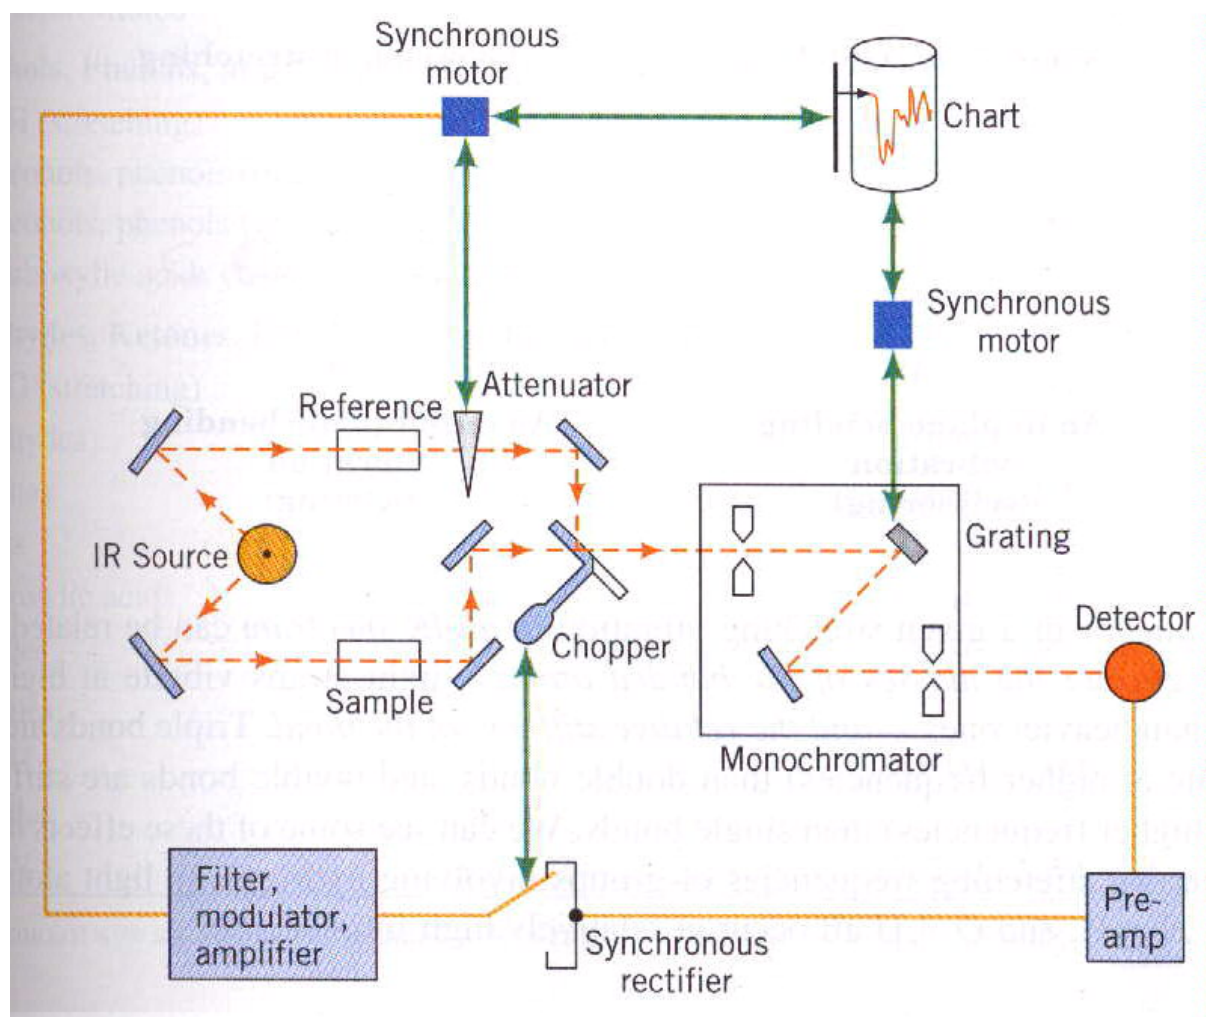 Synchronous
motor
Chart
Synchronous
motor
Attenuator
Reference
IR Source
Grating
Chopper
Sample
Detector
Monochromator
Filter,
modulator,
amplifier
Synchronous
rectifier
Pre-
amp